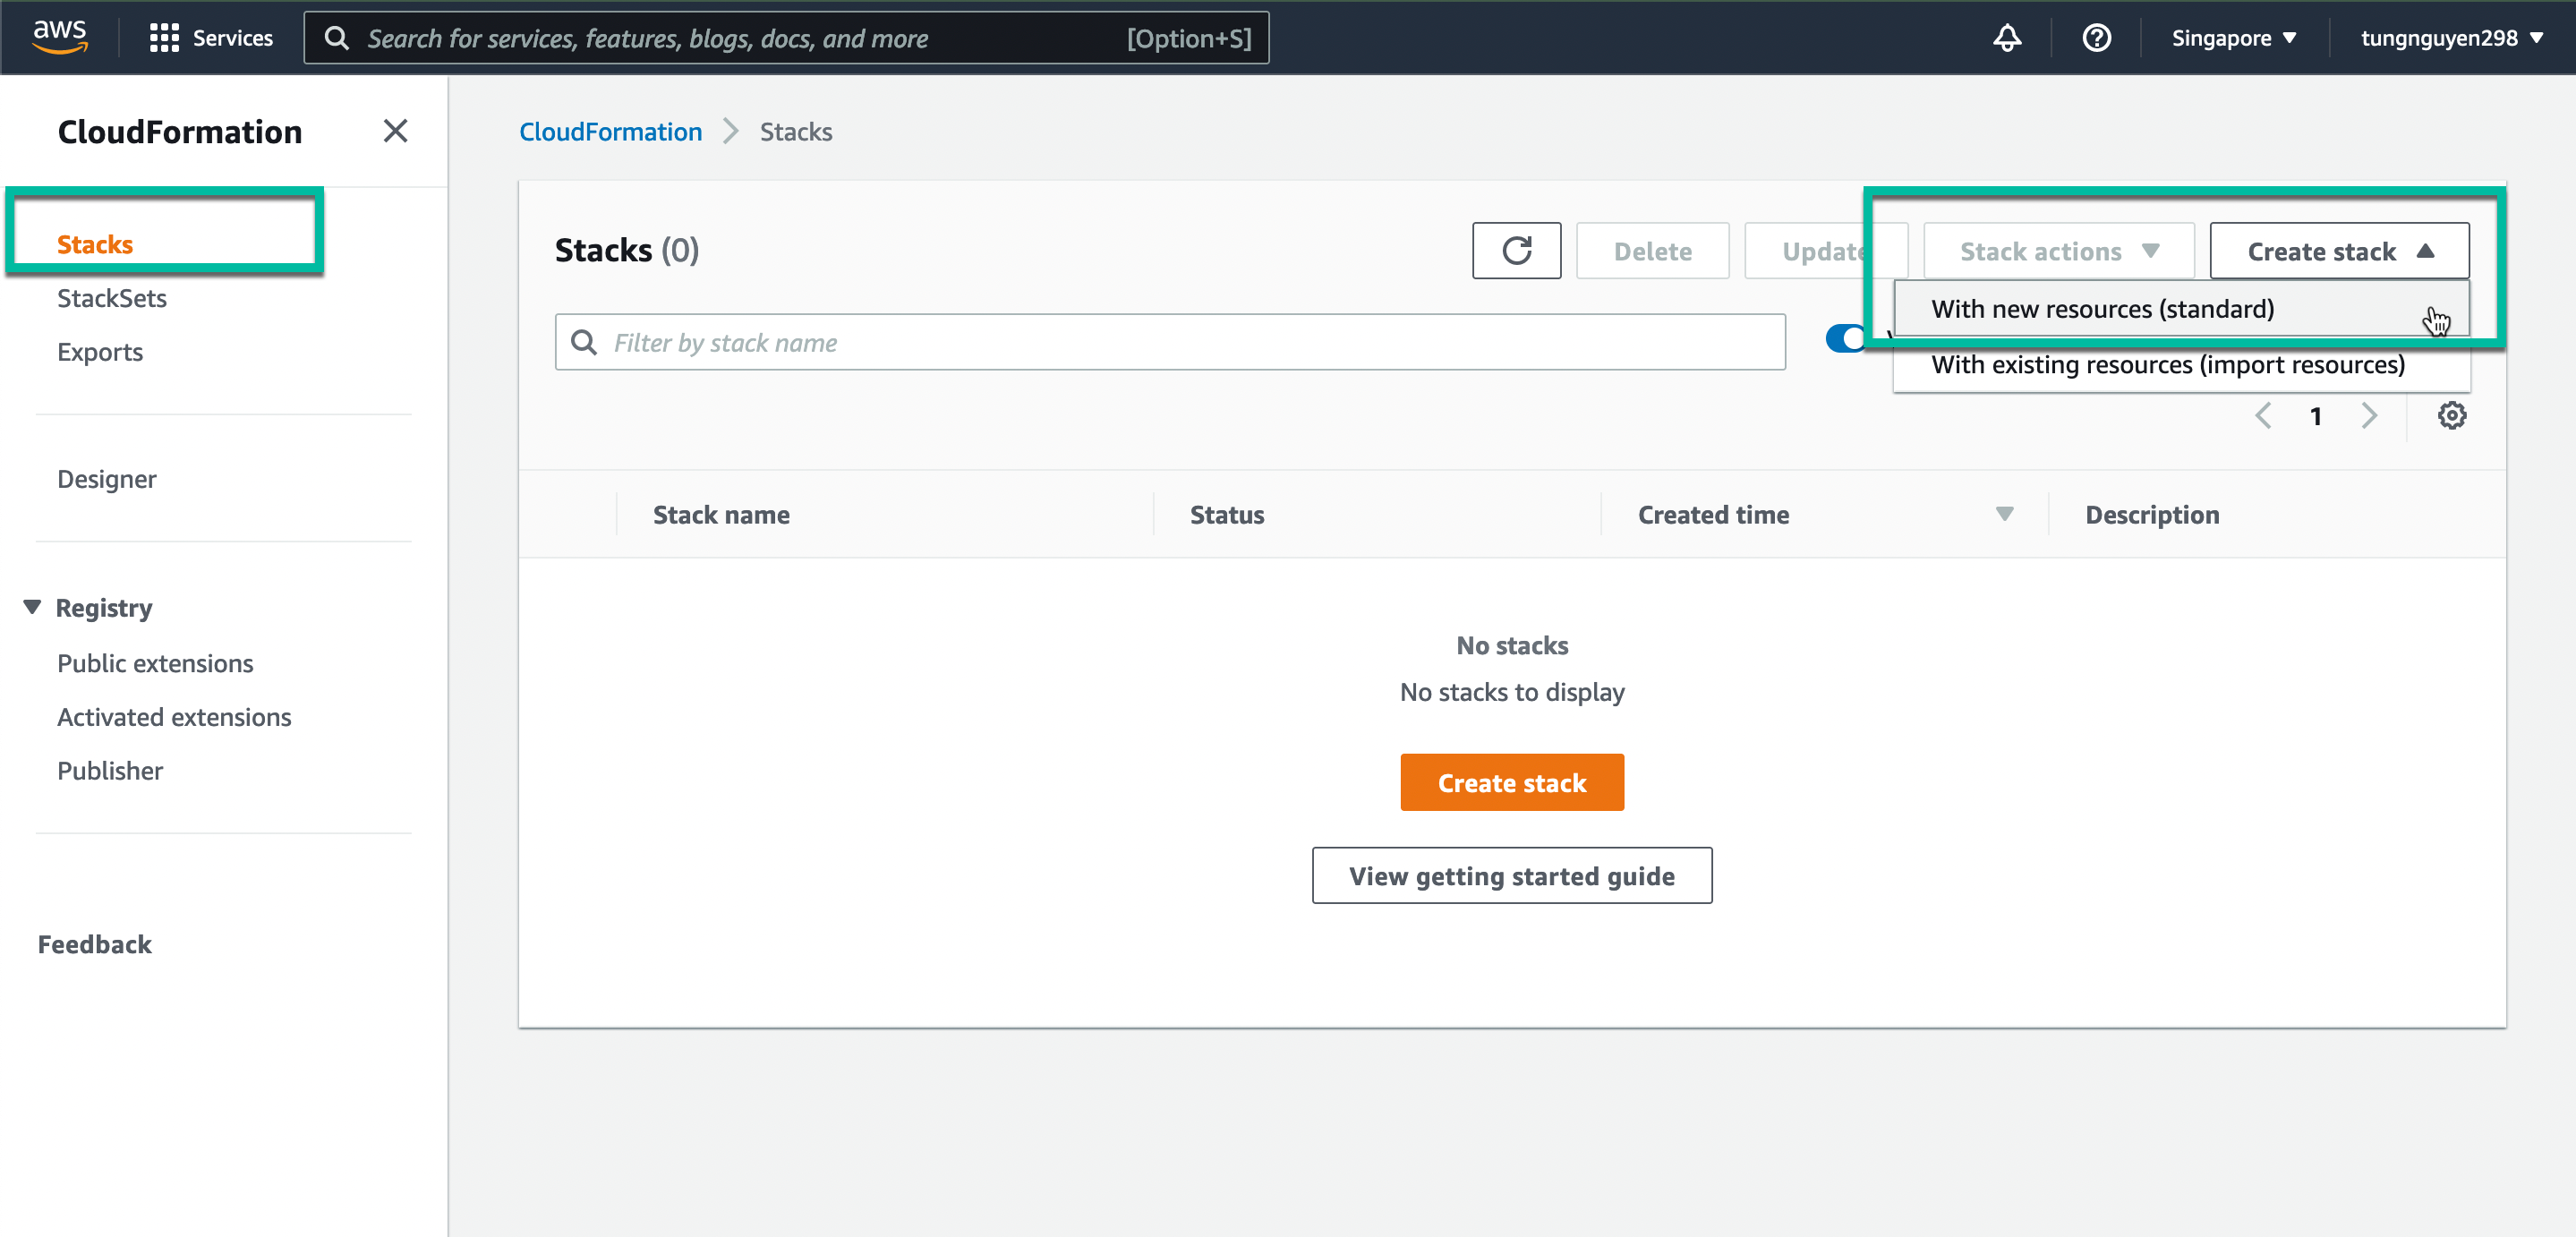 aws
Services
Search for services, features, blogs, docs, and more
[Option+S]
Singapore
tungnguyen298
CloudFormation
Stacks
StackSets
Exports
Designer
Registry
Public extensions
Activated extensions
Publisher
Feedback
CloudFormation
Stacks
Stacks (0)
Delete
Update
Stack actions
Create stack
With new resources (standard)
With existing resources (import resources)
Filter by stack name
1
Stack name
Status
Created time
Description
No stacks
No stacks to display
Create stack
View getting started guide